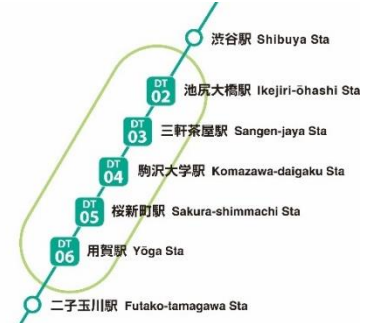 渋谷駅 Shibuya Sta
DT 02 池尻大橋駅 Ikejiri-ōhashi Sta
DT 03 三軒茶屋駅 Sangen-jaya Sta
DT 04 駒沢大学駅 Komazawa-daigaku Sta
DT 05 桜新町駅 Sakura-shimmachi Sta
DT 06 用賀駅 Yōga Sta
二子玉川駅 Futako-tamagawa Sta